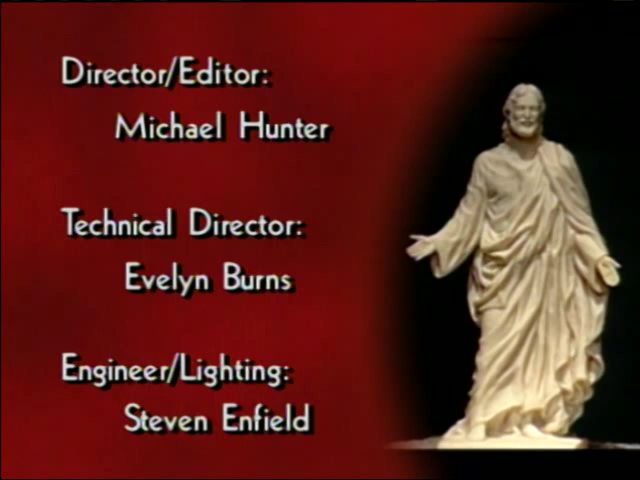 Director/Editor:
Michael Hunter
Technical Director:
Evelyn Burns
Engineer/Lighting:
Steven Enfield